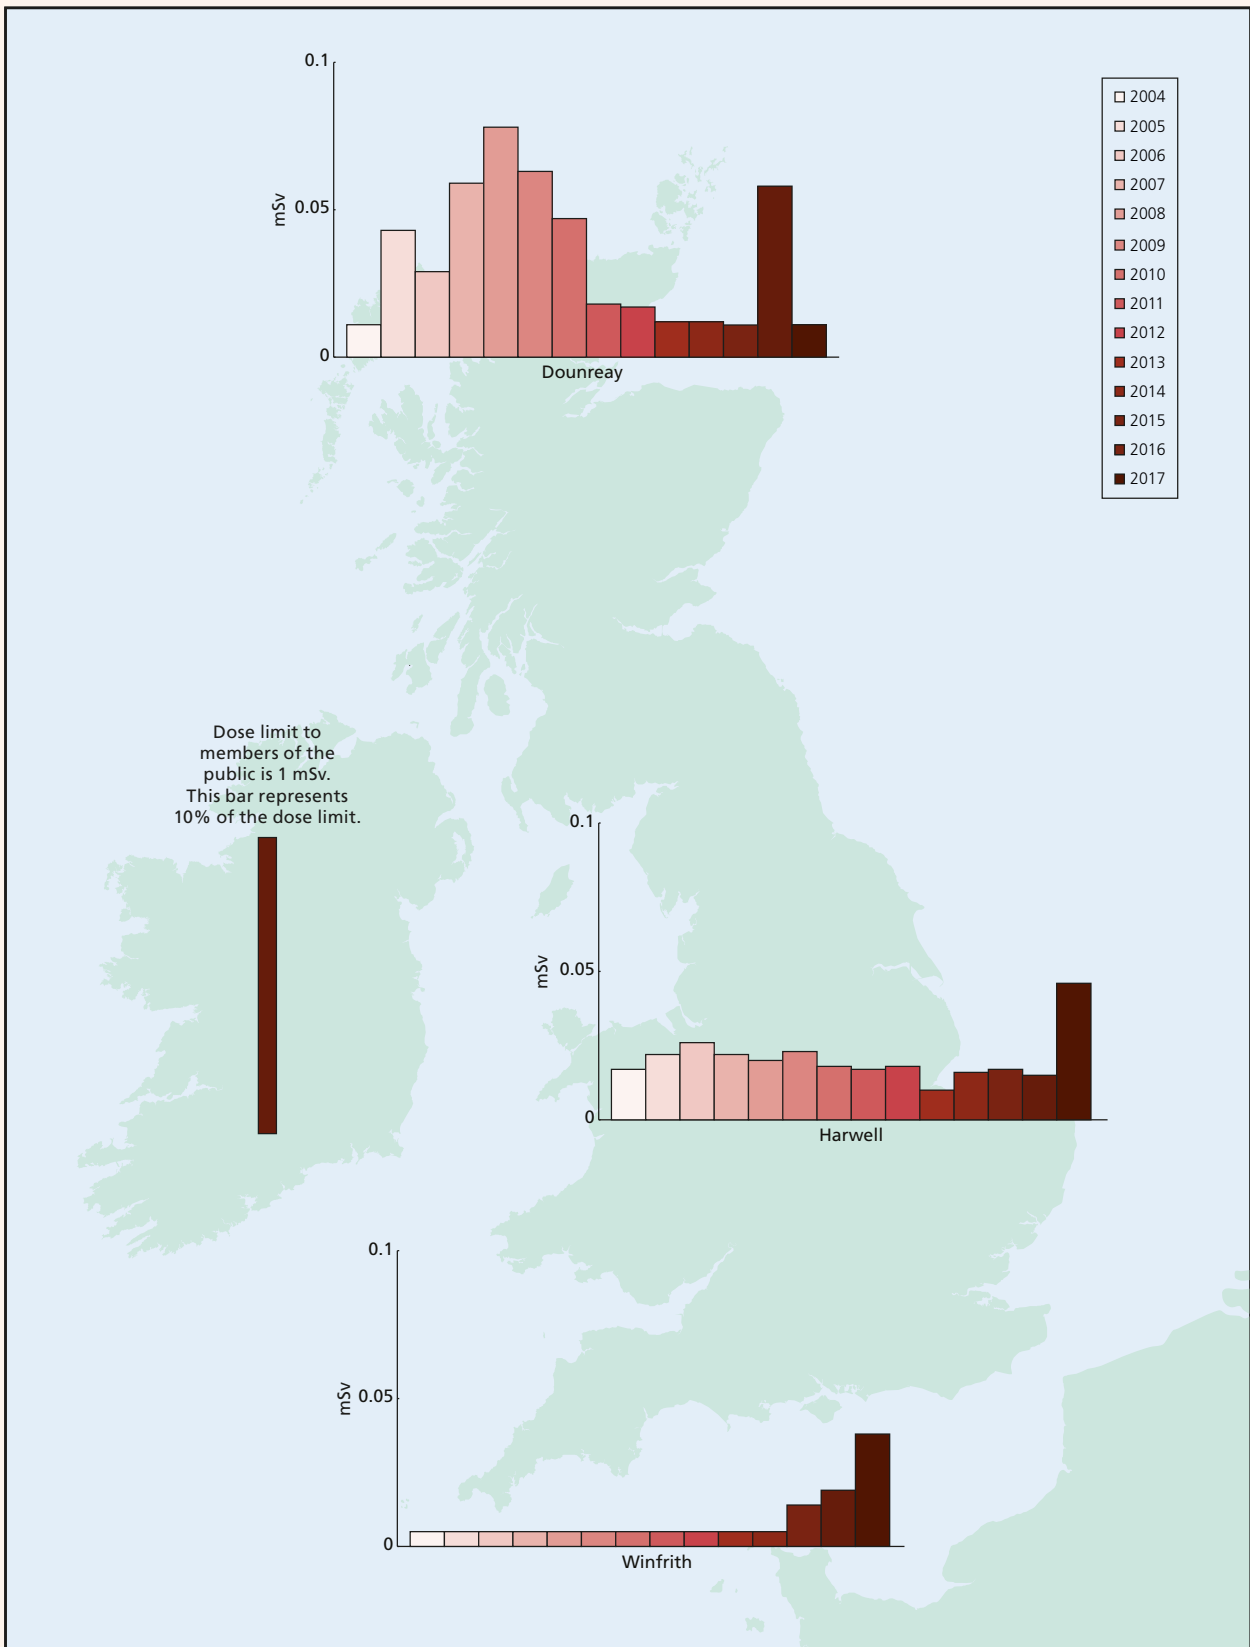 0.1
0.05
0
mSv
Dounreay
2004
2005
2006
2007
2008
2009
2010
2011
2012
2013
2014
2015
2016
2017
Dose limit to
members of the
public is 1 mSv.
This bar represents
10% of the dose limit.
0.1
0.05
0
mSv
Harwell
0.1
0.05
0
mSv
Winfrith